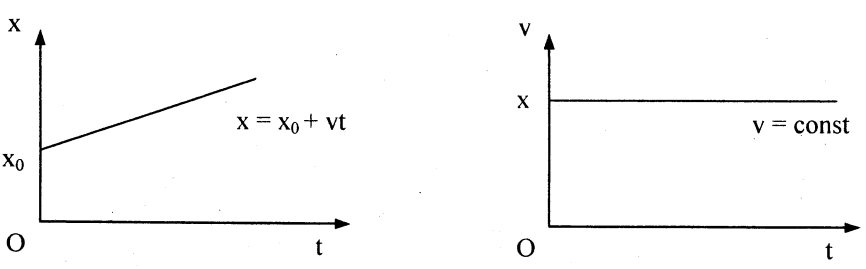 x
x = x₀ + vt
x₀
O
t
v
x
v = const
O
t